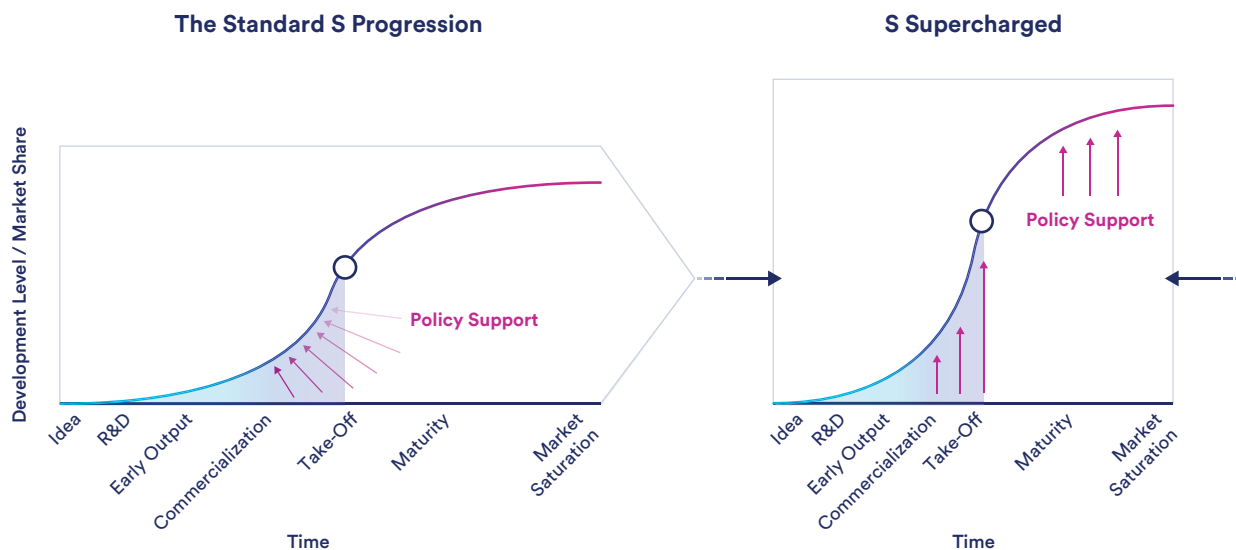 The Standard S Progression
Development Level / Market Share
Policy Support
Idea
R&D
Early Output
Commercialization
Take-Off
Maturity
Market
Saturation
Time
S Supercharged
Policy Support
Idea
R&D
Early Output
Commercialization
Take-Off
Maturity
Market
Saturation
Time